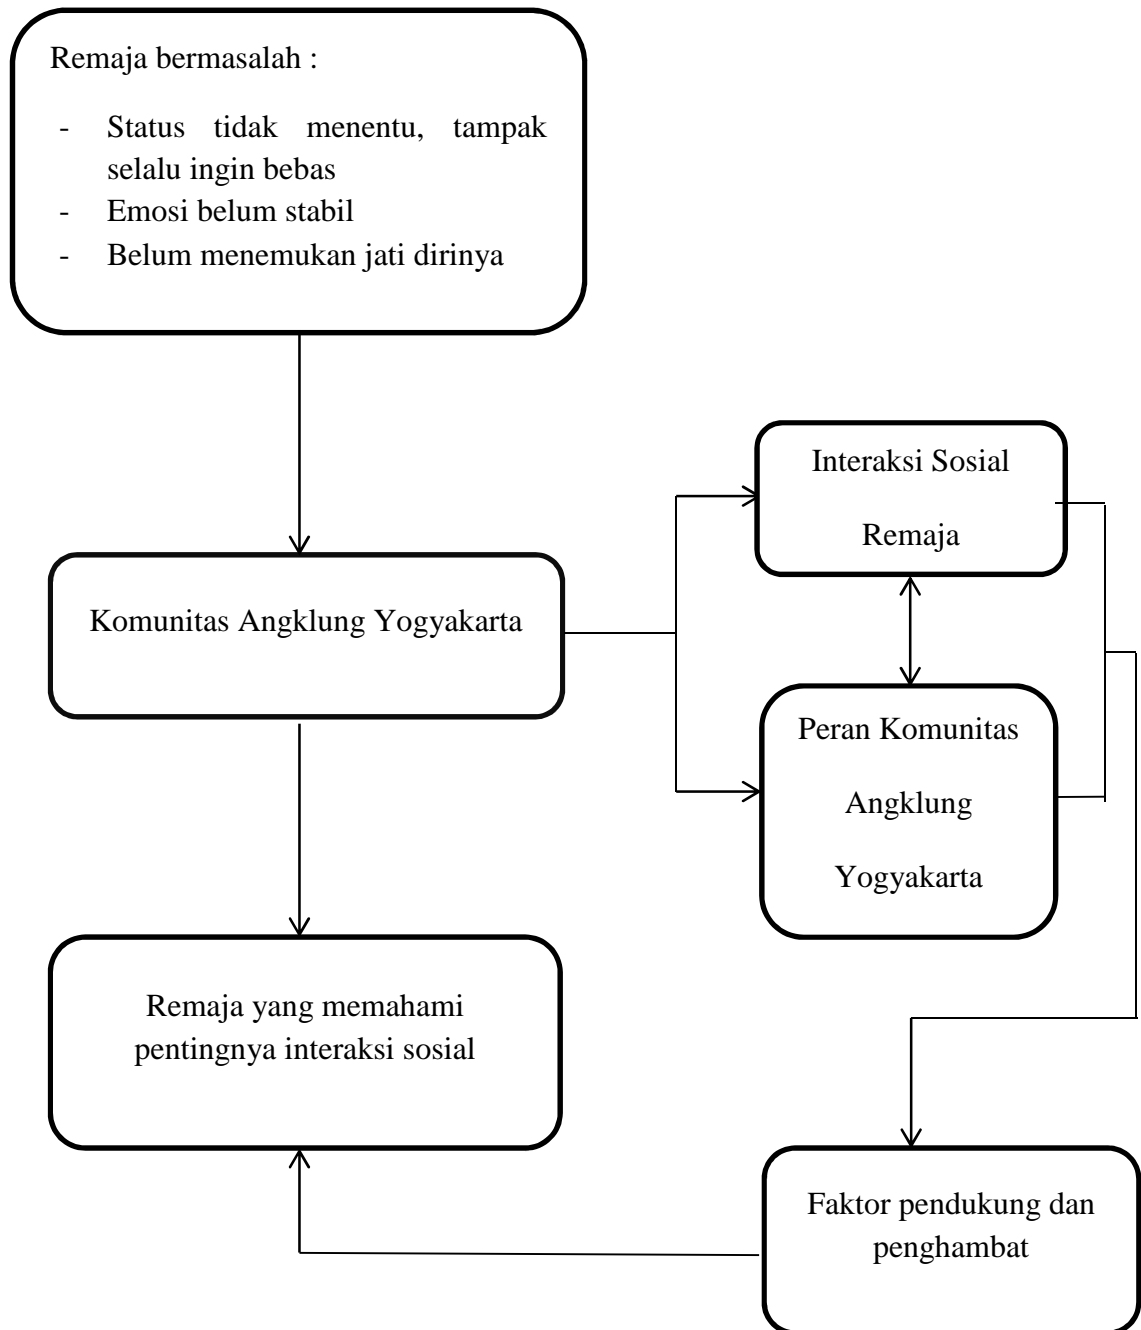 Remaja bermasalah :
- Status tidak menentu, tampak
selalu ingin bebas
- Emosi belum stabil
- Belum menemukan jati dirinya
Interaksi Sosial
Remaja
Komunitas Angklung Yogyakarta
Peran Komunitas
Angklung
Yogyakarta
Remaja yang memahami
pentingnya interaksi sosial
Faktor pendukung dan
penghambat